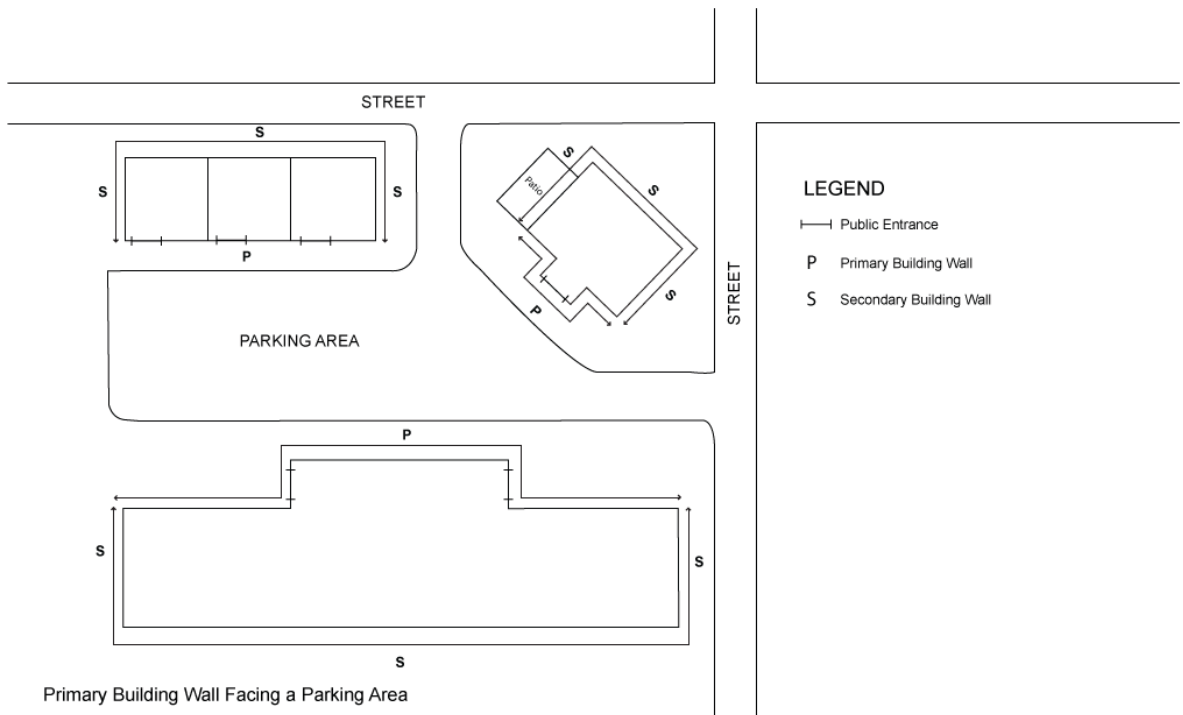 STREET
S
S
S
P
S
Patio
S
S
P
STREET
LEGEND
Public Entrance
P Primary Building Wall
S Secondary Building Wall
PARKING AREA
P
S
S
S
Primary Building Wall Facing a Parking Area